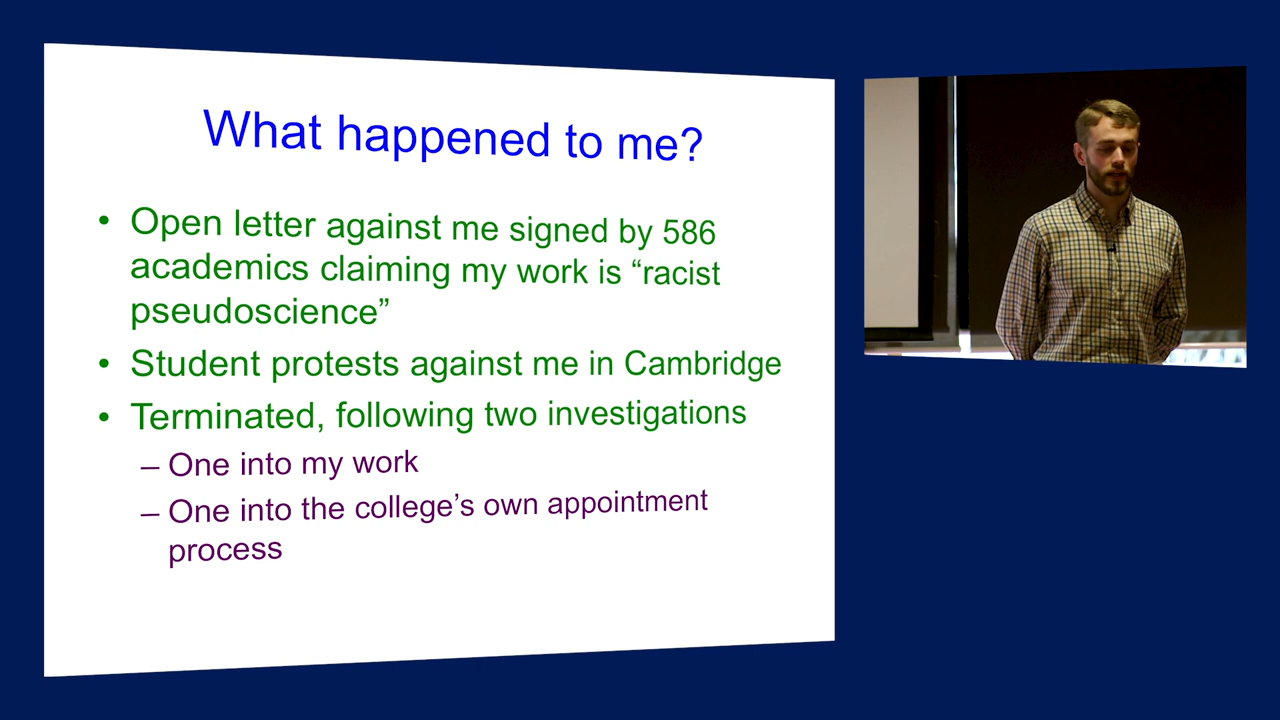 What happened to me?
• Open letter against me signed by 586
academics claiming my work is “racist
pseudoscience”
• Student protests against me in Cambridge
• Terminated, following two investigations
– One into my work
– One into the college’s own appointment
process